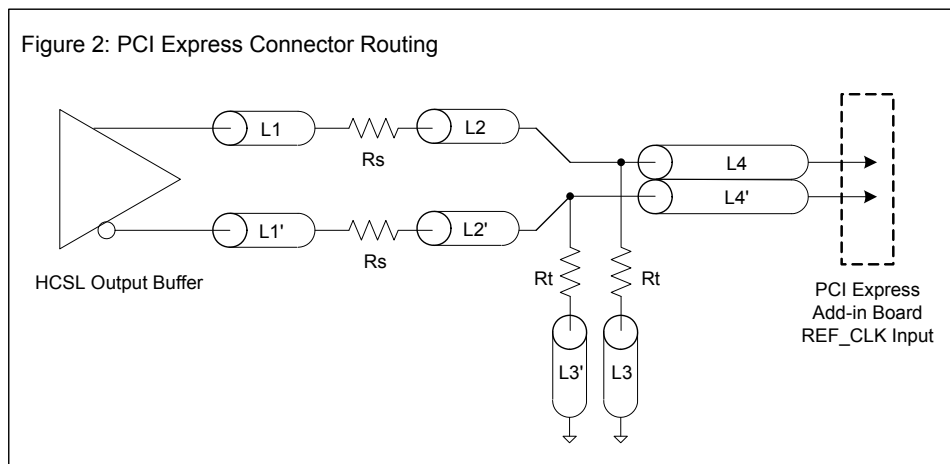 Figure 2: PCI Express Connector Routing
L1
Rs
L2
L4
L4'
L1'
Rs
L2'
HCSL Output Buffer
Rt
Rt
L3'
L3
PCI Express
Add-in Board
REF_CLK Input